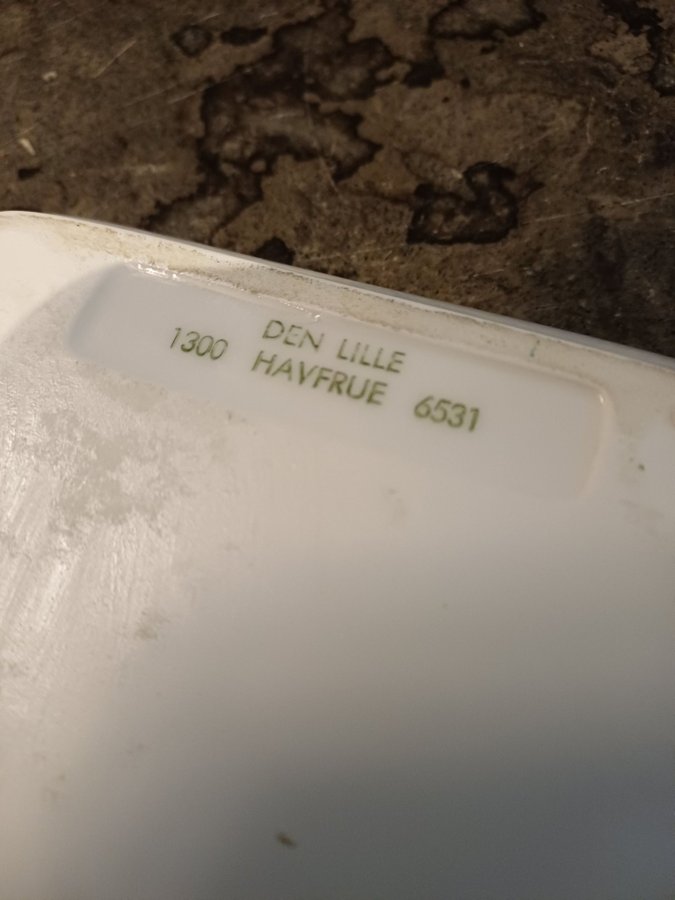 DEN LILLE
1300 HAVFRUE 6531